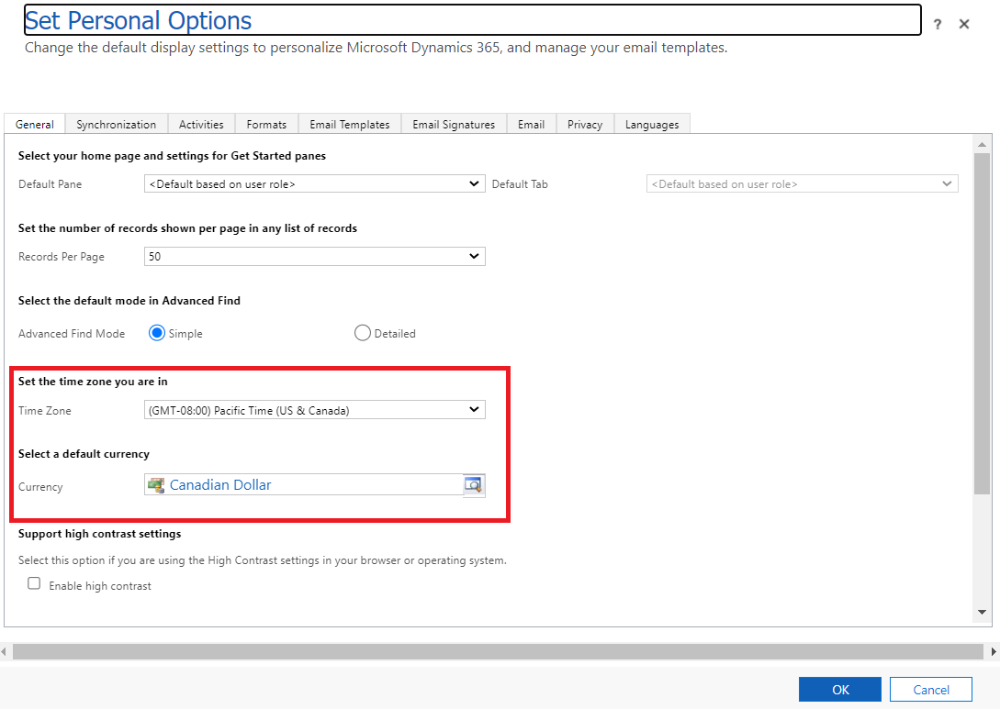 Set Personal Options
?
Change the default display settings to personalize Microsoft Dynamics 365, and manage your email templates.
General Synchronization Activities Formats Email Templates Email Signatures Email Privacy Languages
Select your home page and settings for Get Started panes
Default Pane <Default based on user role> Default Tab <Default based on user role>
Set the number of records shown per page in any list of records
Records Per Page 50
Select the default mode in Advanced Find
Advanced Find Mode Simple Detailed
Set the time zone you are in
Time Zone (GMT-08:00) Pacific Time (US & Canada)
Select a default currency
Currency Canadian Dollar
Support high contrast settings
Select this option if you are using the High Contrast settings in your browser or operating system.
Enable high contrast
OK Cancel